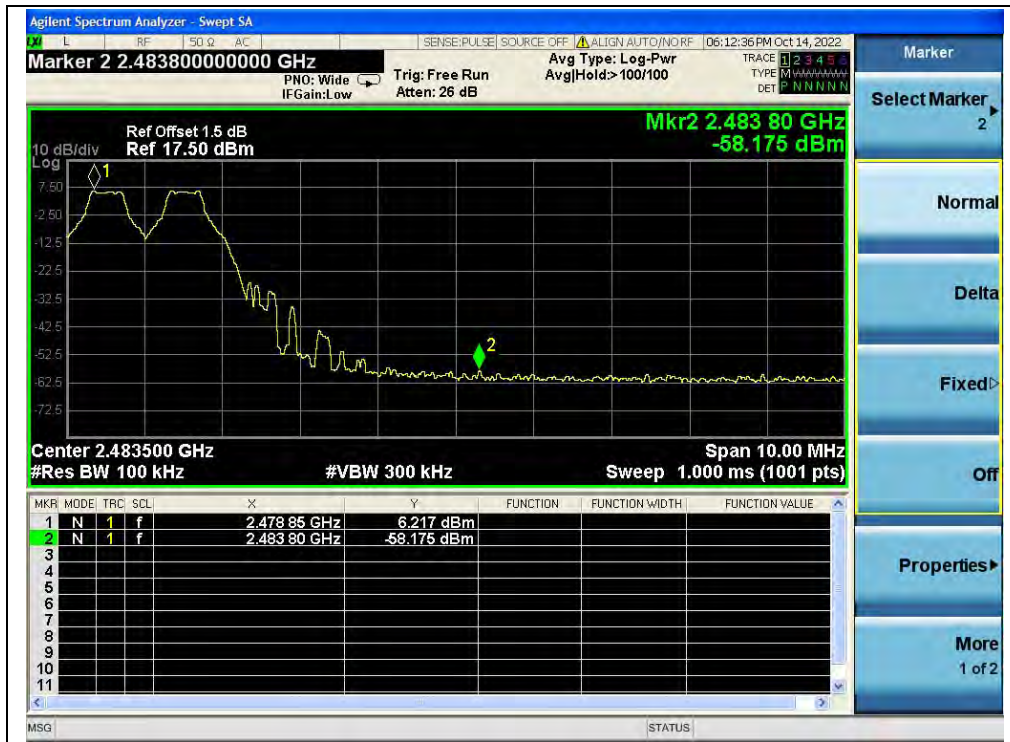 Agilent Spectrum Analyzer - Swept SA
LXI L RF 50 Ω AC SENSE:PULSE SOURCE OFF ALIGN AUTO/NO RF 06:12:36 PM Oct 14, 2022
Marker 2 2.483800000000 GHz
PNO: Wide
IFGain:Low
Trig: Free Run
Atten: 26 dB
Avg Type: Log-Pwr
Avg|Hold:>100/100
TRACE 1 2 3 4 5 6
TYPE M WWWWW
DET P N N N N N
Ref Offset 1.5 dB
10 dB/div Ref 17.50 dBm
Log
Mkr2 2.483 80 GHz
-58.175 dBm
7.50
-2.50
-12.5
-22.5
-32.5
-42.5
-52.5
-62.5
-72.5
1
2
Center 2.483500 GHz Span 10.00 MHz
#Res BW 100 kHz #VBW 300 kHz Sweep 1.000 ms (1001 pts)
MKR MODE TRC SCL X Y FUNCTION FUNCTION WIDTH FUNCTION VALUE
1 N 1 f 2.478 85 GHz 6.217 dBm
2 N 1 f 2.483 80 GHz -58.175 dBm
3
4
5
6
7
8
9
10
11
MSG STATUS
Marker
Select Marker
2
Normal
Delta
Fixed
Off
Properties
More
1 of 2